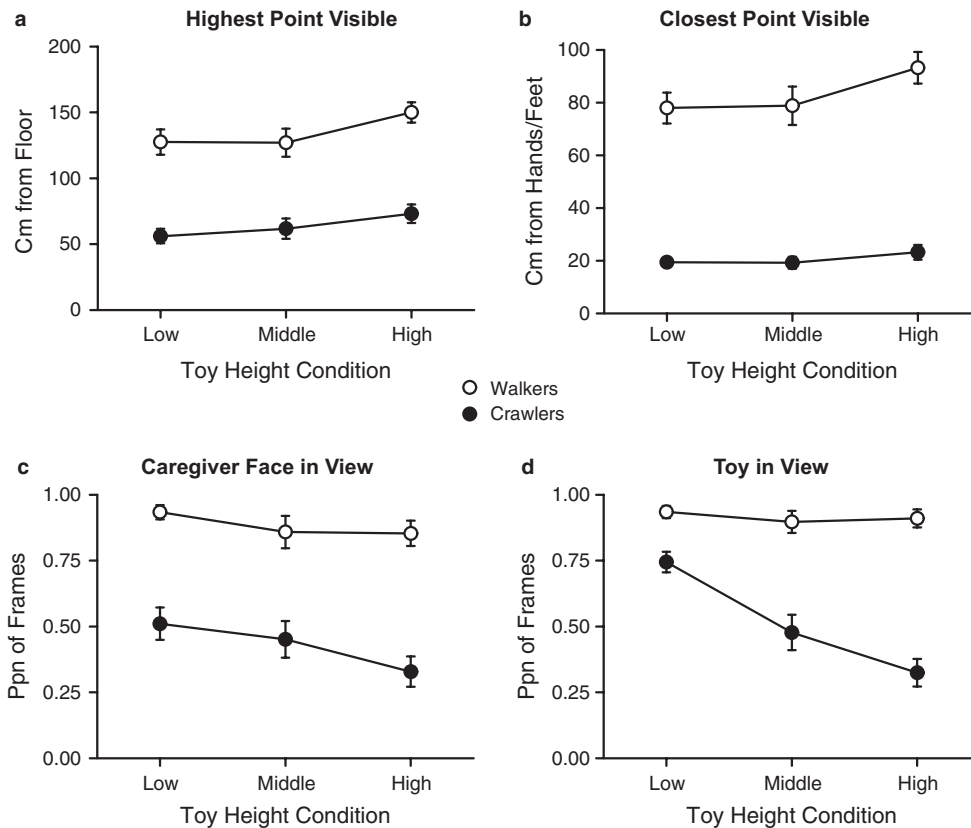 a Highest Point Visible
200
150
100
50
0
Cm from Floor
Low Middle High
Toy Height Condition
b Closest Point Visible
100
80
60
40
20
0
Cm from Hands/Feet
Low Middle High
Toy Height Condition
Walkers
Crawlers
c Caregiver Face in View
1.00
0.75
0.50
0.25
0.00
Ppn of Frames
Low Middle High
Toy Height Condition
d Toy in View
1.00
0.75
0.50
0.25
0.00
Ppn of Frames
Low Middle High
Toy Height Condition